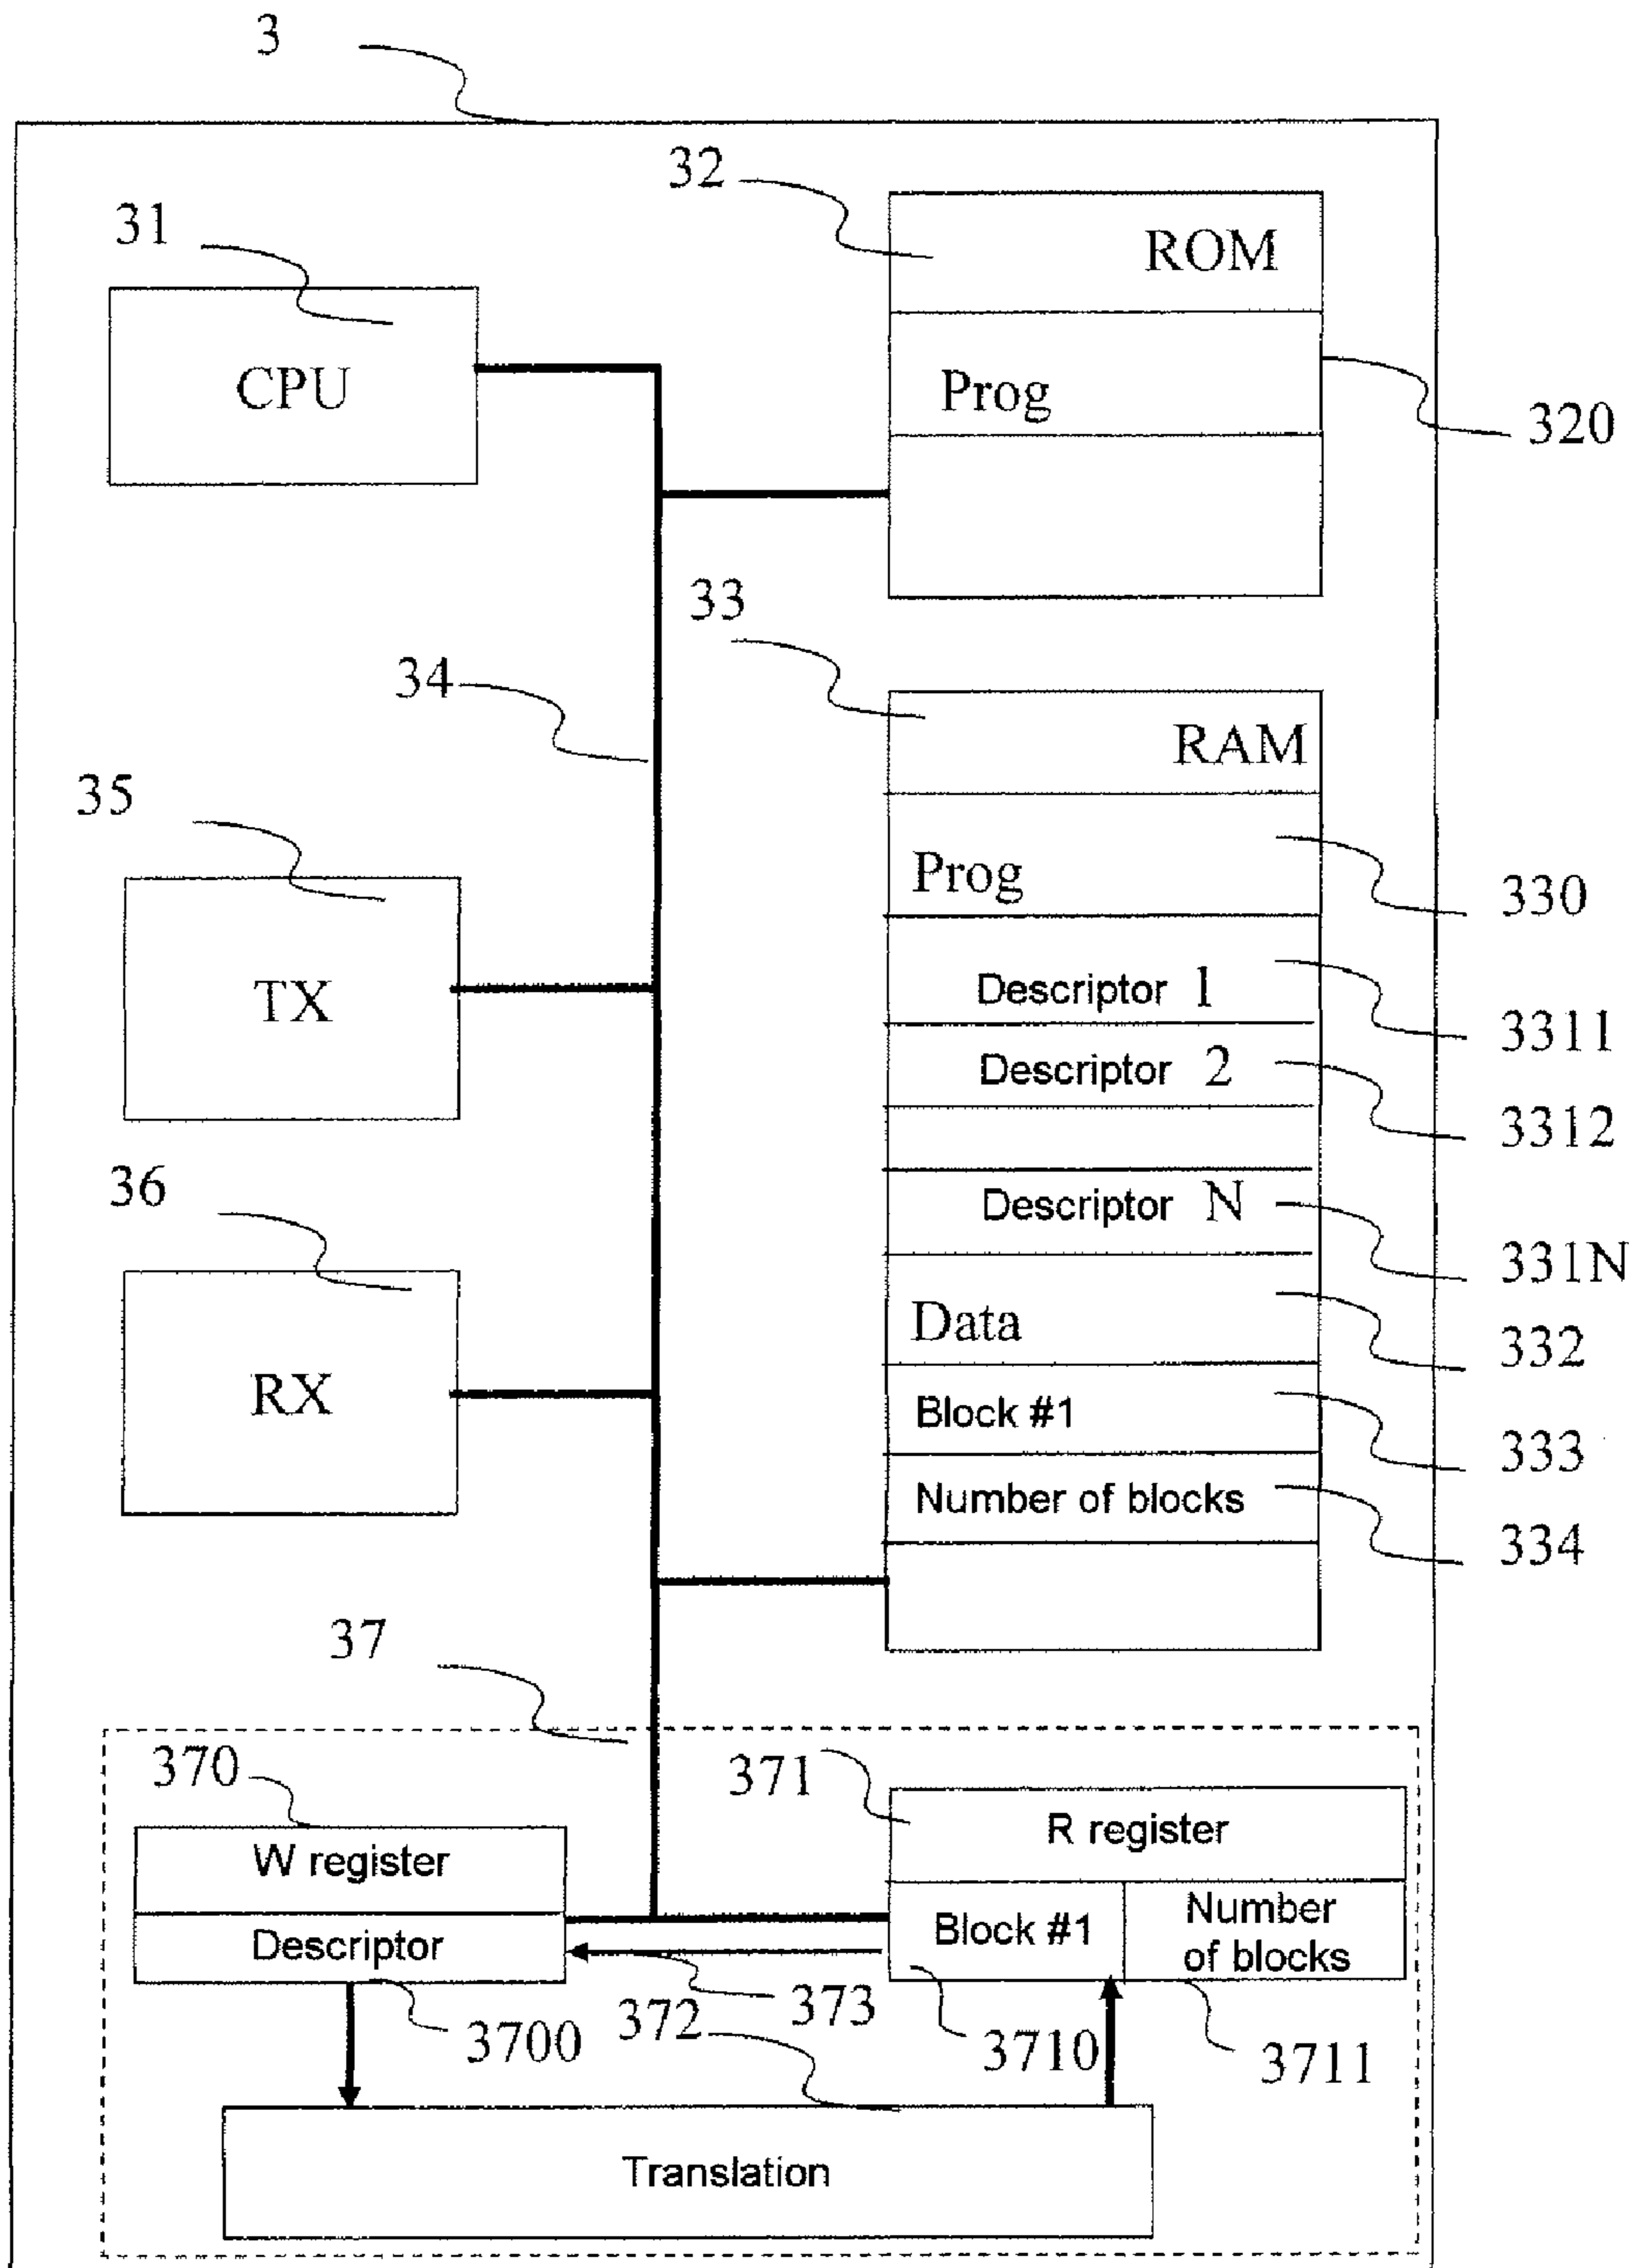 3
32
31
ROM
CPU
Prog
320
33
34
RAM
35
Prog
330
TX
Descriptor 1
3311
Descriptor 2
3312
36
Descriptor N
331N
Data
332
RX
Block #1
333
Number of blocks
334
37
370
371
R register
W register
Descriptor
Block #1
Number
of blocks
373
372
3700
3710
3711
Translation